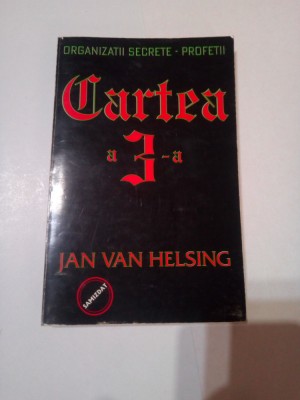 ORGANIZATII SECRETE - PROFETII
Cartea
a 3-a
JAN VAN HELSING
SAMIZDAT